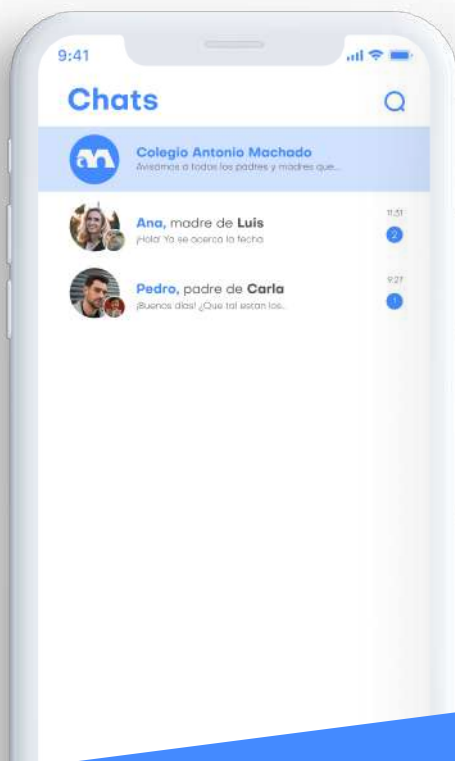 9:41
Chats
am
Colegio Antonio Machado
Avisamos a todos los padres y madres que...
Ana, madre de Luis
11:31
¡Hola! Ya se acerca la fecha
2
Pedro, padre de Carla
9:27
¡Buenos días! ¿Que tal estan los..
1